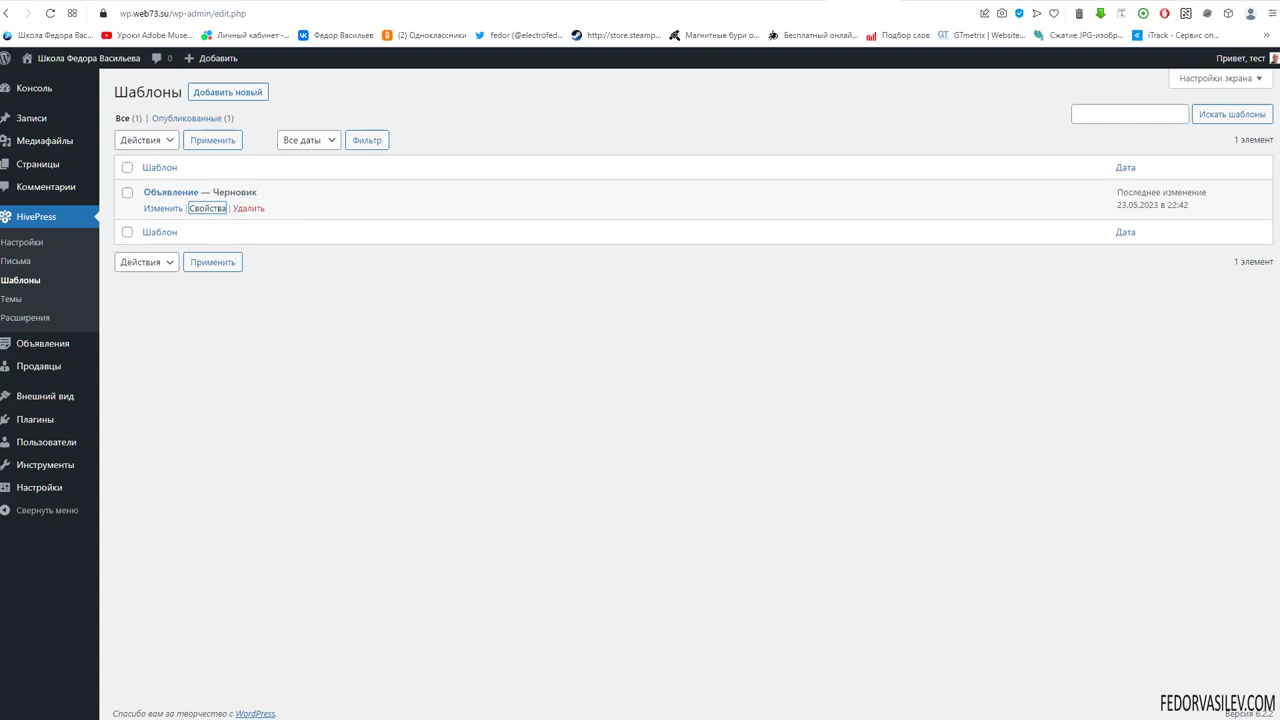 wp.web73.su/wp-admin/edit.php
Школа Федора Вас...
Уроки Adobe Muse...
Личный кабинет -...
Федор Васильев
(2) Одноклассники
fedor (@electrofed...
http://store.steamp...
Магнитные бури о...
Бесплатный онлай...
Подбор слов
GTmetrix | Website...
Сжатие JPG-изобр...
iTrack - Сервис оп...
Школа Федора Васильева
0
Добавить
Привет, тест
Консоль
Записи
Медиафайлы
Страницы
Комментарии
HivePress
Настройки
Письма
Шаблоны
Темы
Расширения
Объявления
Продавцы
Внешний вид
Плагины
Пользователи
Инструменты
Настройки
Свернуть меню
Настройки экрана
Шаблоны
Добавить новый
Все (1) | Опубликованные (1)
Искать шаблоны
Действия
Применить
Все даты
Фильтр
1 элемент
Шаблон
Дата
Объявление — Черновик
Изменить | Свойства | Удалить
Последнее изменение
23.05.2023 в 22:42
Шаблон
Дата
Действия
Применить
1 элемент
Спасибо вам за творчество с WordPress.
FEDORVASILEV.COM
Версия 6.2.2